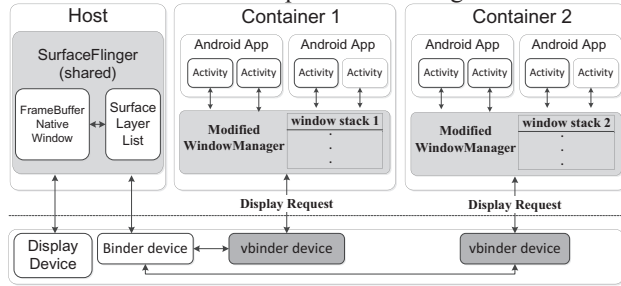 Host
SurfaceFlinger
(shared)
FrameBuffer
Native
Window
Surface
Layer
List
Container 1
Android App
Android App
Activity
Activity
Activity
Activity
Modified
WindowManager
window stack 1
.
.
.
Container 2
Android App
Android App
Activity
Activity
Activity
Activity
Modified
WindowManager
window stack 2
.
.
.
Display Request
Display Request
Display
Device
Binder device
vbinder device
vbinder device